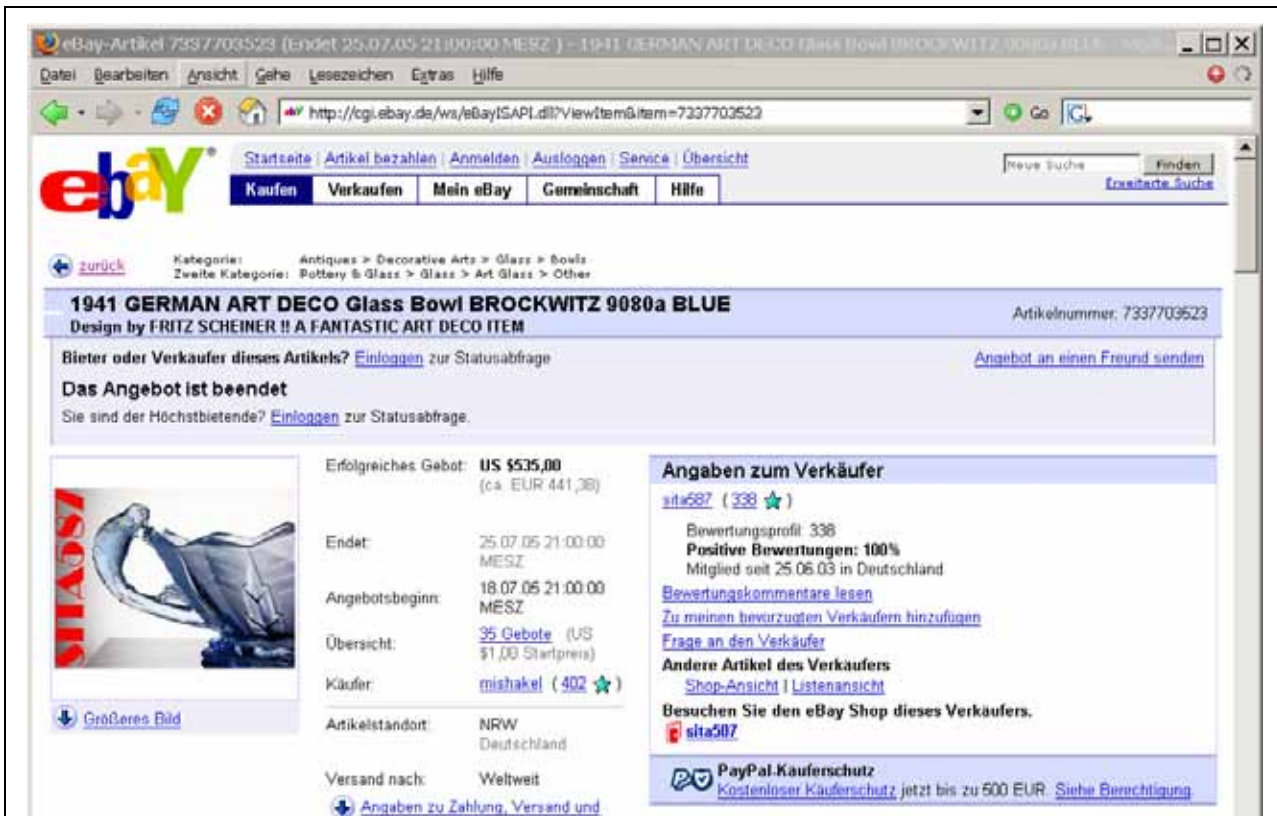 eBay-Artikel 7337703523 (Endet 25.07.05 21:00:00 MESZ ) - 1941 GERMAN ART DECO Glass Bowl BROCKWITZ 9080a BLUE
Datei Bearbeiten Ansicht Gehe Lesezeichen Extras Hilfe
http://cgi.ebay.de/ws/eBayISAPI.dll?ViewItem&item=7337703523 Go G
ebay
Startseite | Artikel bezahlen | Anmelden | Ausloggen | Service | Übersicht
Neue Suche Finden
Erweiterte Suche
Kaufen Verkaufen Mein eBay Gemeinschaft Hilfe
zurück
Kategorie: Antiques > Decorative Arts > Glass > Bowls
Zweite Kategorie: Pottery & Glass > Glass > Art Glass > Other
1941 GERMAN ART DECO Glass Bowl BROCKWITZ 9080a BLUE
Design by FRITZ SCHEINER !! A FANTASTIC ART DECO ITEM
Artikelnummer: 7337703523
Bieter oder Verkäufer dieses Artikels? Einloggen zur Statusabfrage
Angebot an einen Freund senden
Das Angebot ist beendet
Sie sind der Höchstbietende? Einloggen zur Statusabfrage.
SITA587
Größeres Bild
Erfolgreiches Gebot: US $535,00
(ca. EUR 441,38)
Endet: 25.07.05 21:00:00
MESZ
Angebotsbeginn: 18.07.05 21:00:00
MESZ
Übersicht: 35 Gebote (US
$1,00 Startpreis)
Käufer: mishakel ( 402 )
Artikelstandort: NRW
Deutschland
Versand nach: Weltweit
Angaben zu Zahlung, Versand und
Angaben zum Verkäufer
sita587 ( 338 )
Bewertungsprofil: 338
Positive Bewertungen: 100%
Mitglied seit 25.06.03 in Deutschland
Bewertungskommentare lesen
Zu meinen bevorzugten Verkäufern hinzufügen
Frage an den Verkäufer
Andere Artikel des Verkäufers
Shop-Ansicht | Listenansicht
Besuchen Sie den eBay Shop dieses Verkäufers.
sita587
PayPal-Käuferschutz
Kostenloser Käuferschutz jetzt bis zu 500 EUR. Siehe Berechtigung.